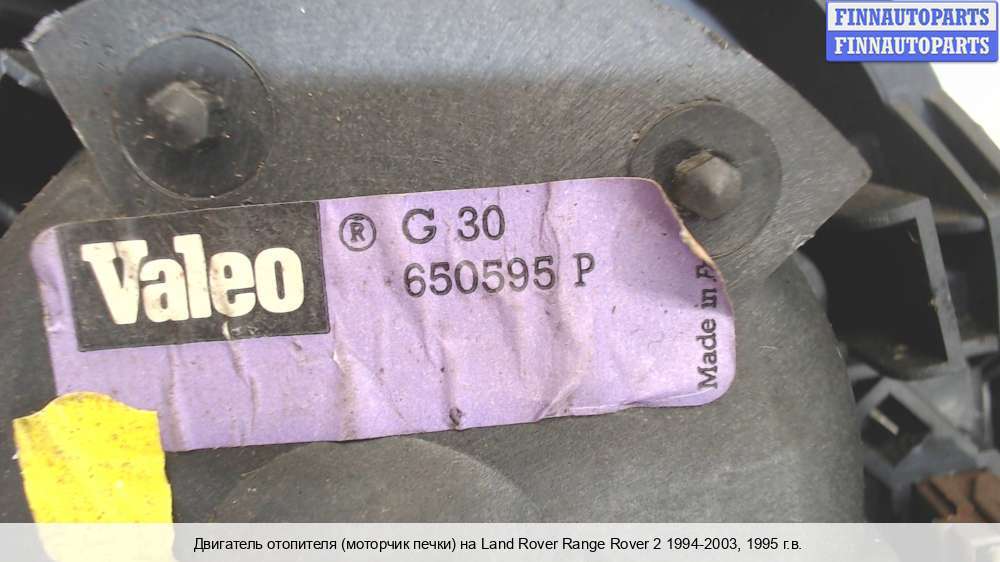 FINNAUTOPARTS
FINNAUTOPARTS
Valeo ® G 30
650595 P
Made in
Двигатель отопителя (моторчик печки) на Land Rover Range Rover 2 1994-2003, 1995 г.в.